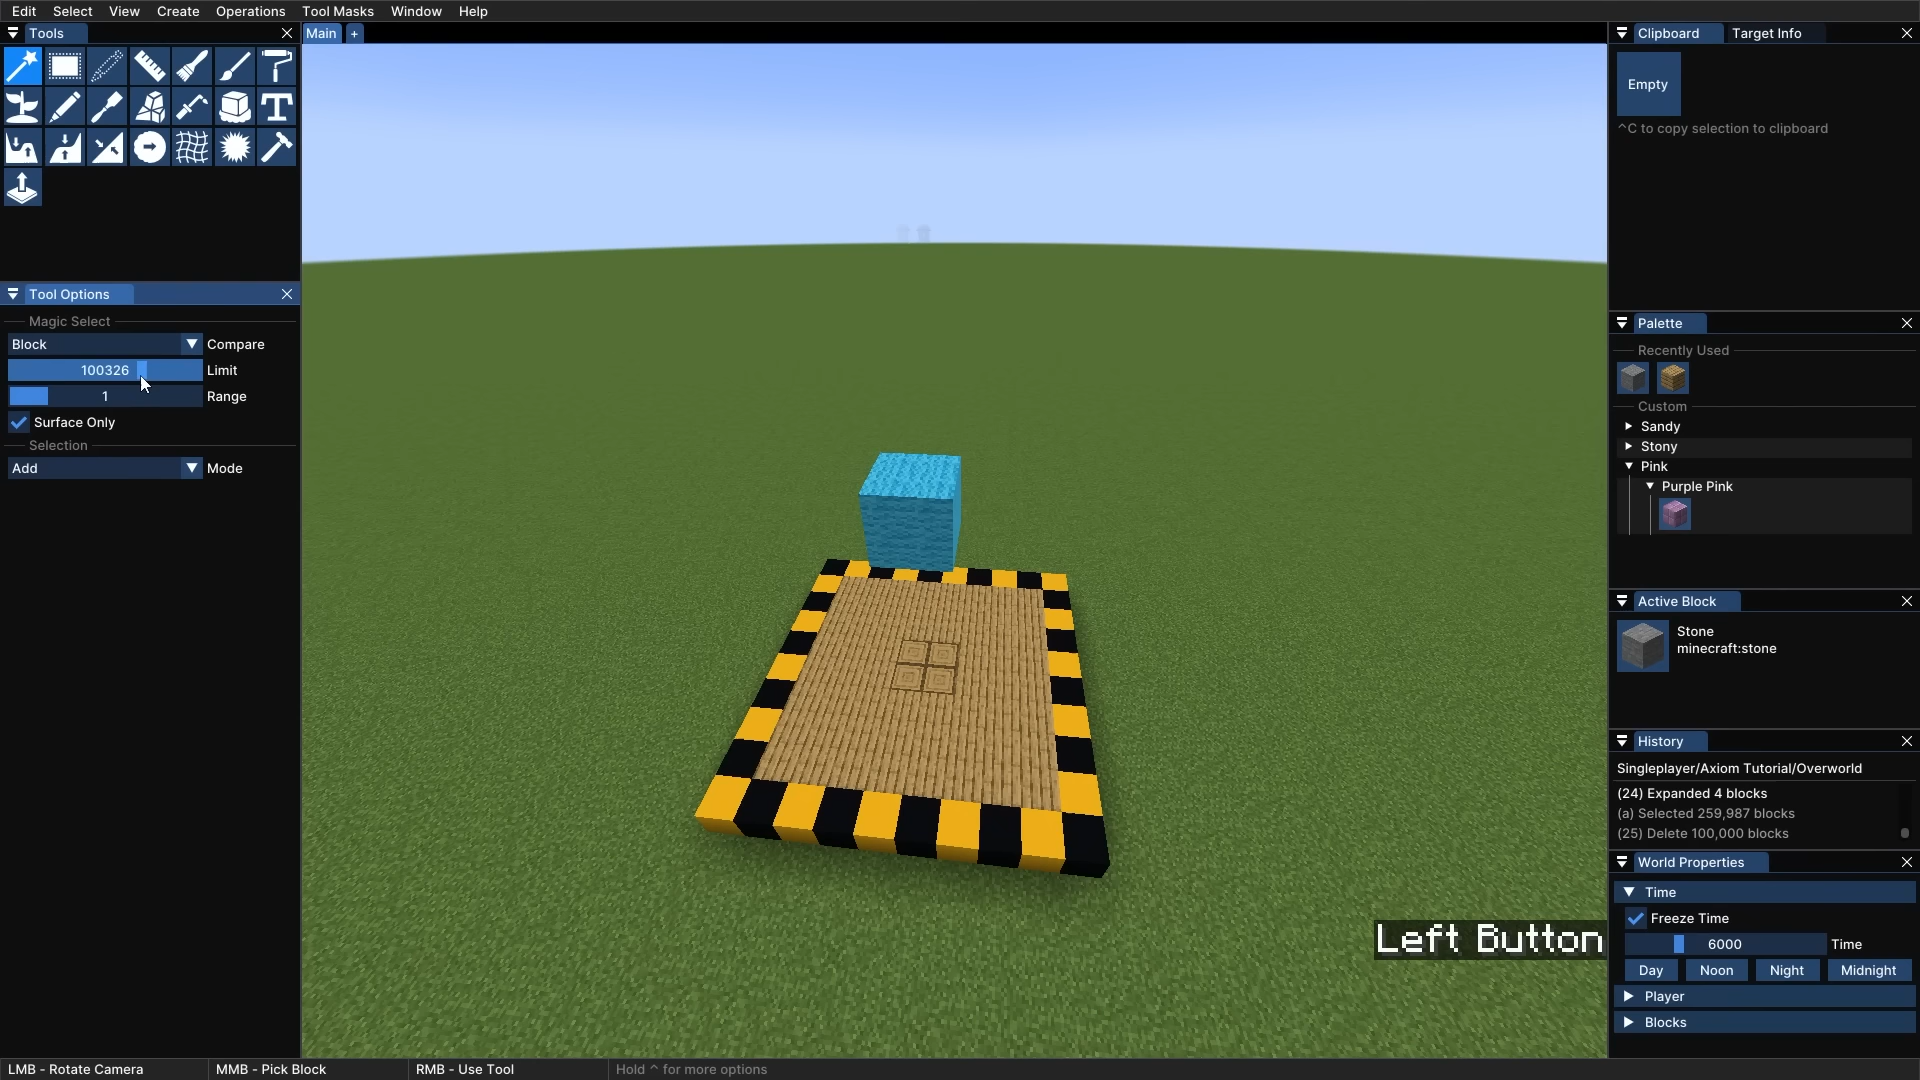 Edit Select View Create Operations Tool Masks Window Help
Tools
Main +
Clipboard Target Info
Empty
^C to copy selection to clipboard
Tool Options
Magic Select
Block Compare
100326 Limit
1 Range
Surface Only
Selection
Add Mode
Palette
Recently Used
Custom
Sandy
Stony
Pink
Purple Pink
Active Block
Stone
minecraft:stone
History
Singleplayer/Axiom Tutorial/Overworld
(24) Expanded 4 blocks
(a) Selected 259,987 blocks
(25) Delete 100,000 blocks
World Properties
Time
Freeze Time
6000 Time
Day Noon Night Midnight
Player
Blocks
Left Button
LMB - Rotate Camera MMB - Pick Block RMB - Use Tool Hold ^ for more options